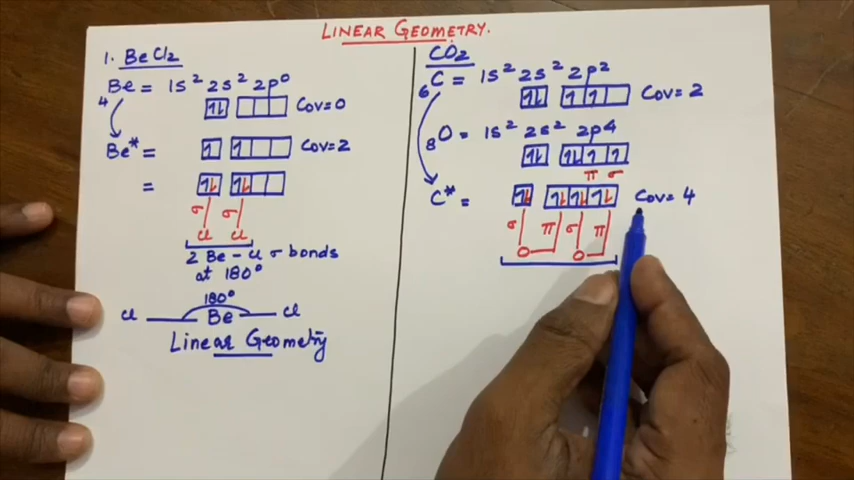 LINEAR GEOMETRY.
1. BeCl2
4Be = 1s² 2s² 2p⁰
↑↓ Cov=0
Be* = ↑ ↑ Cov=2
= ↑↓ ↑↓
σ σ
Cl Cl
2 Be-Cl σ bonds
at 180°
180°
Cl Be Cl
Linear Geometry
CO2
6C = 1s² 2s² 2p²
↑↓ ↑ ↑ Cov=2
8O = 1s² 2s² 2p4
↑↓ ↑↓ ↑ ↑
π σ
C* = ↑↓ ↑↓ ↑↓ ↑↓ Cov= 4
σ π σ π
O O